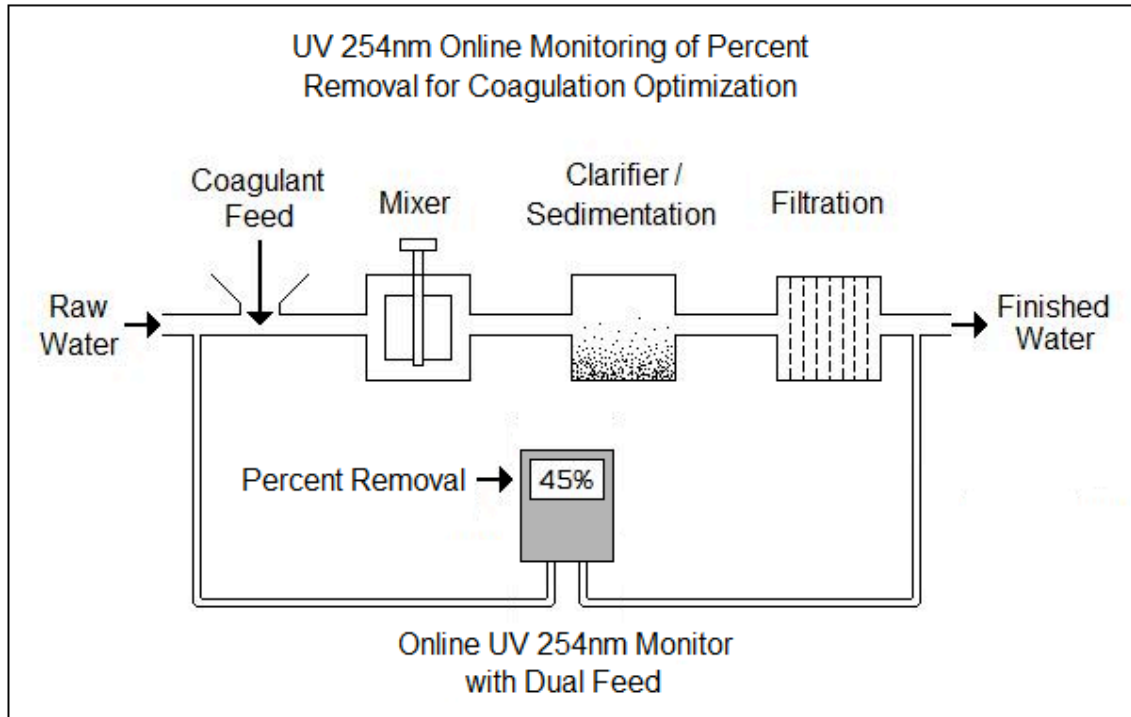 UV 254nm Online Monitoring of Percent
Removal for Coagulation Optimization
Coagulant
Feed
Mixer
Clarifier /
Sedimentation
Filtration
Raw
Water
Finished
Water
Percent Removal
45%
Online UV 254nm Monitor
with Dual Feed